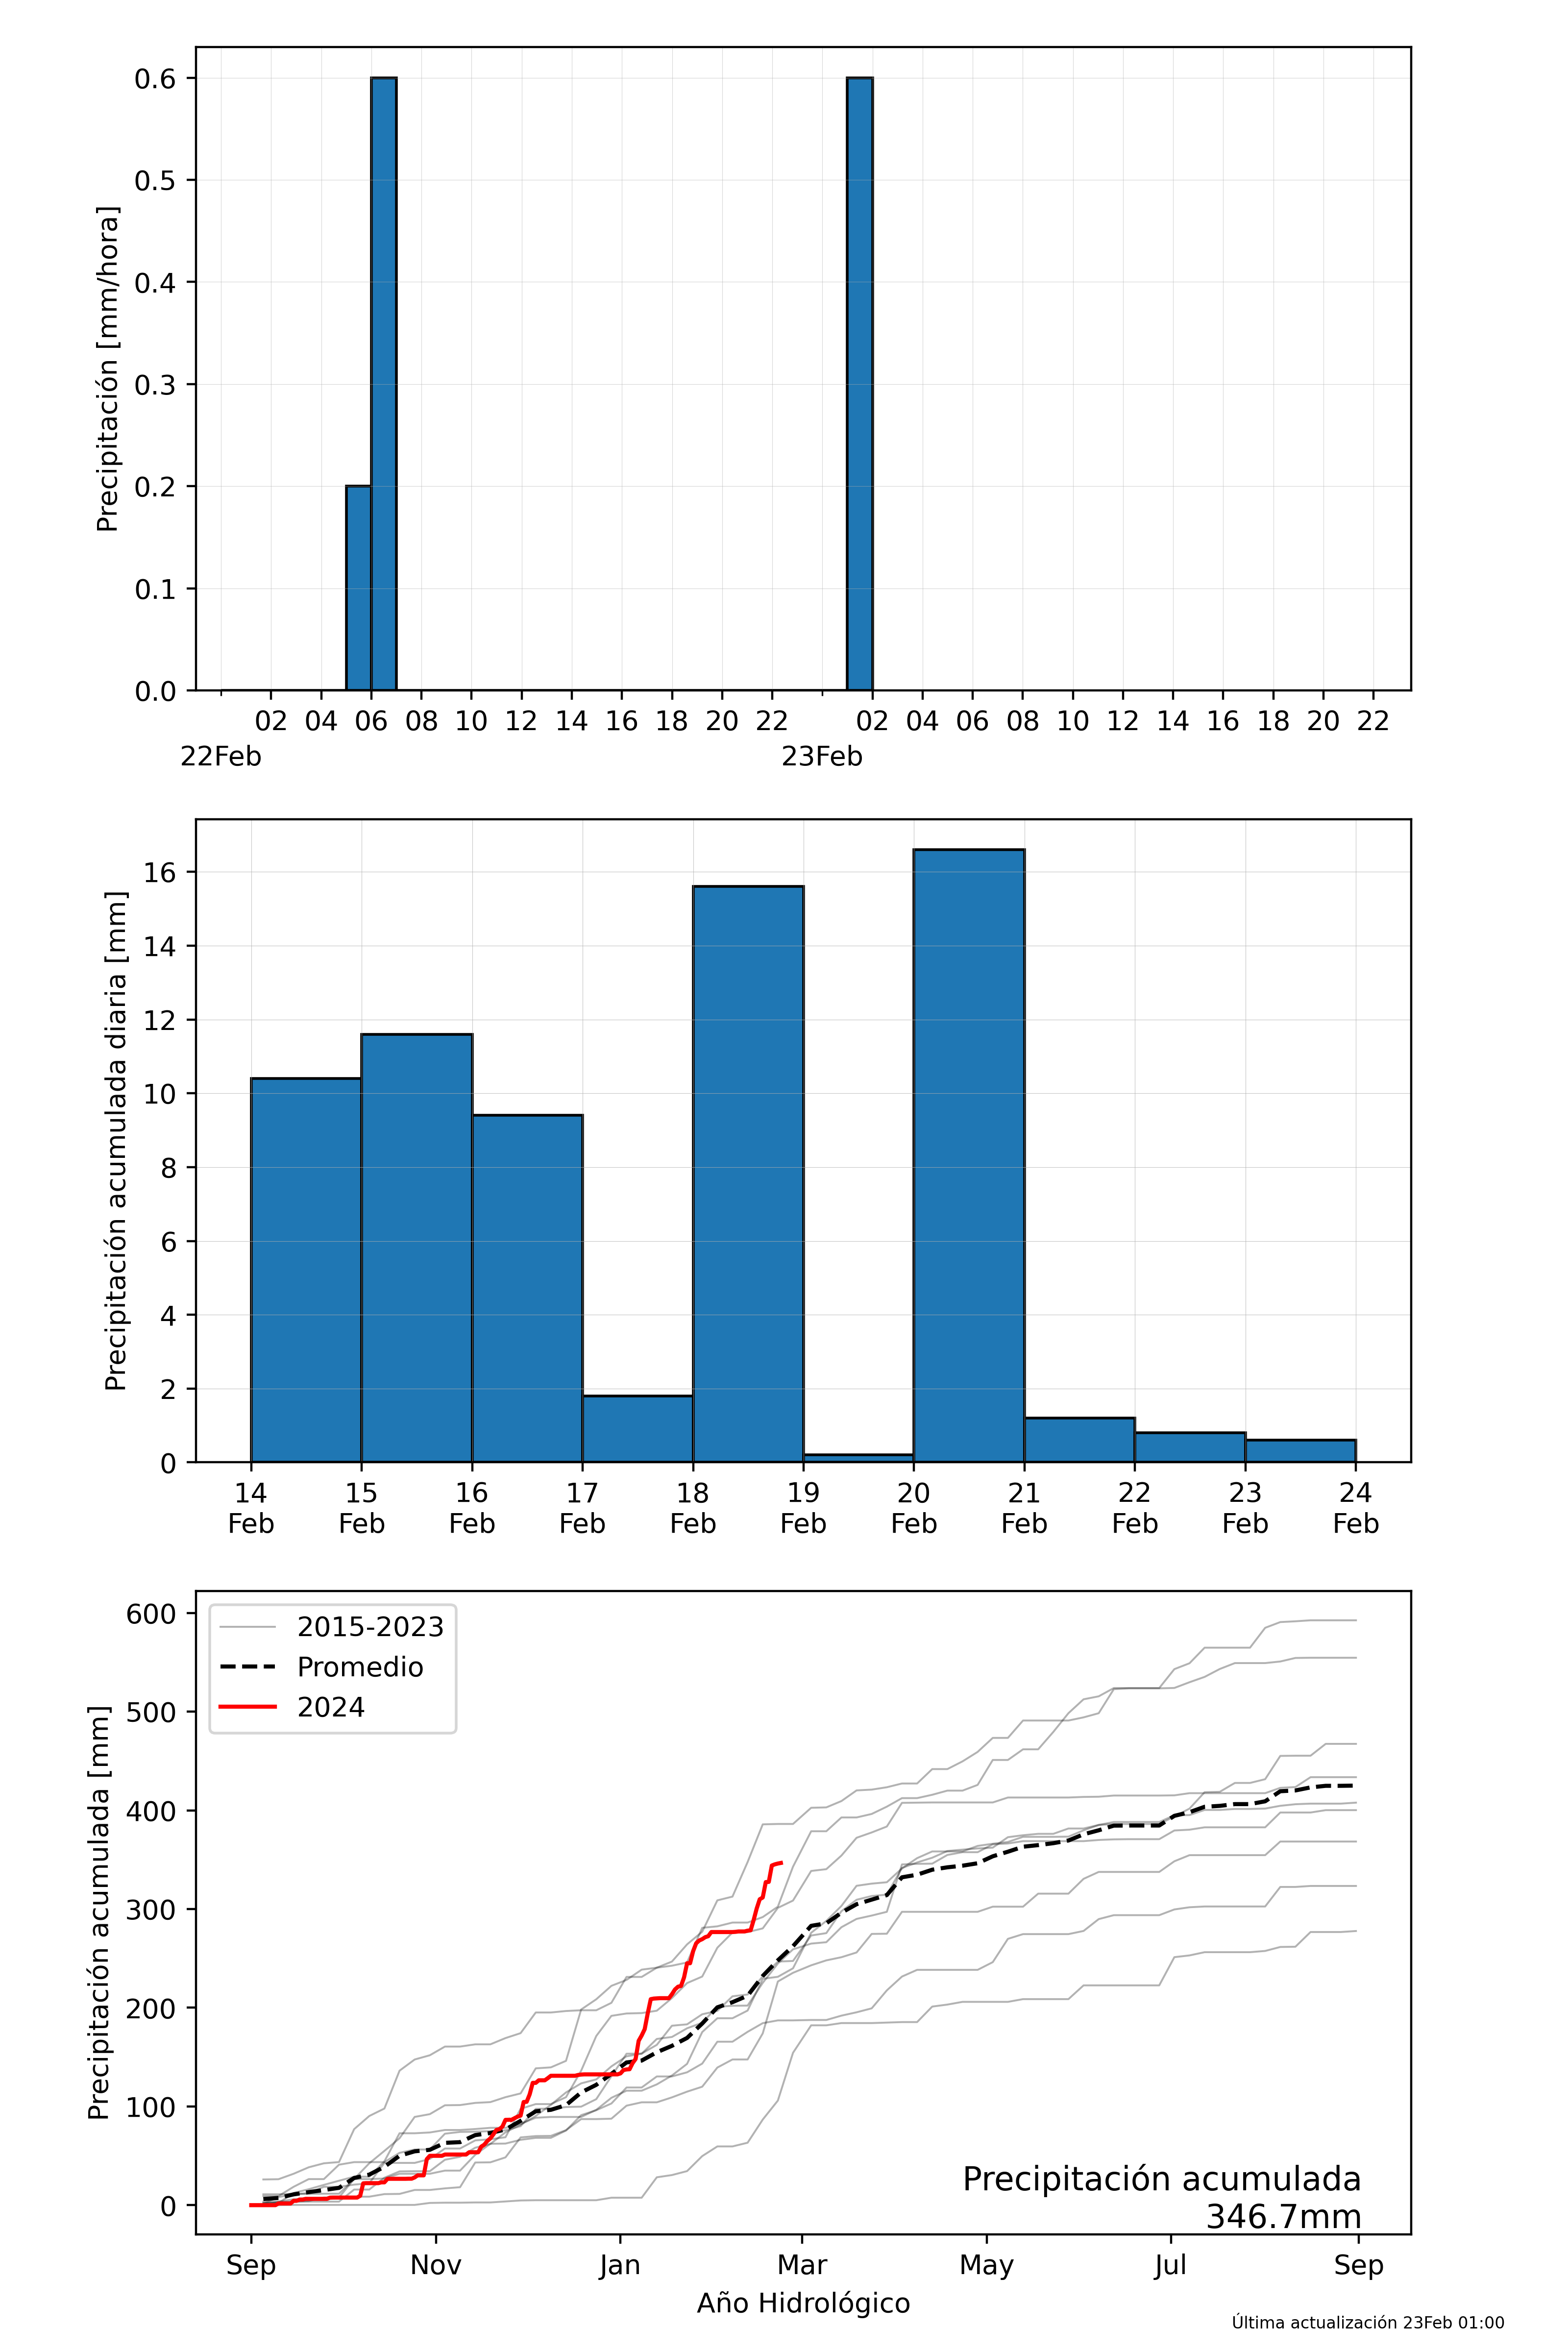 Precipitación [mm/hora]
0.6
0.5
0.4
0.3
0.2
0.1
0.0
02 04 06 08 10 12 14 16 18 20 22 02 04 06 08 10 12 14 16 18 20 22
22Feb 23Feb
Precipitación acumulada diaria [mm]
16
14
12
10
8
6
4
2
0
14 15 16 17 18 19 20 21 22 23 24
Feb Feb Feb Feb Feb Feb Feb Feb Feb Feb Feb
Precipitación acumulada [mm]
600
500
400
300
200
100
0
2015-2023
Promedio
2024
Precipitación acumulada
346.7mm
Sep Nov Jan Mar May Jul Sep
Año Hidrológico
Última actualización 23Feb 01:00